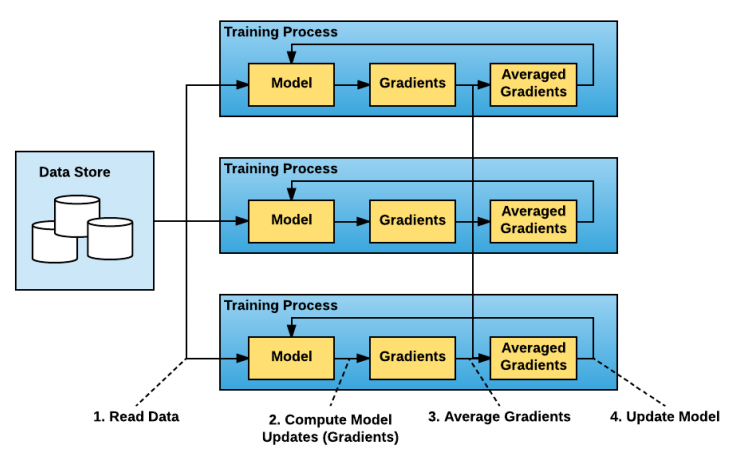 Training Process
Model
Gradients
Averaged
Gradients
Data Store
Training Process
Model
Gradients
Averaged
Gradients
Training Process
Model
Gradients
Averaged
Gradients
1. Read Data
2. Compute Model
Updates (Gradients)
3. Average Gradients
4. Update Model